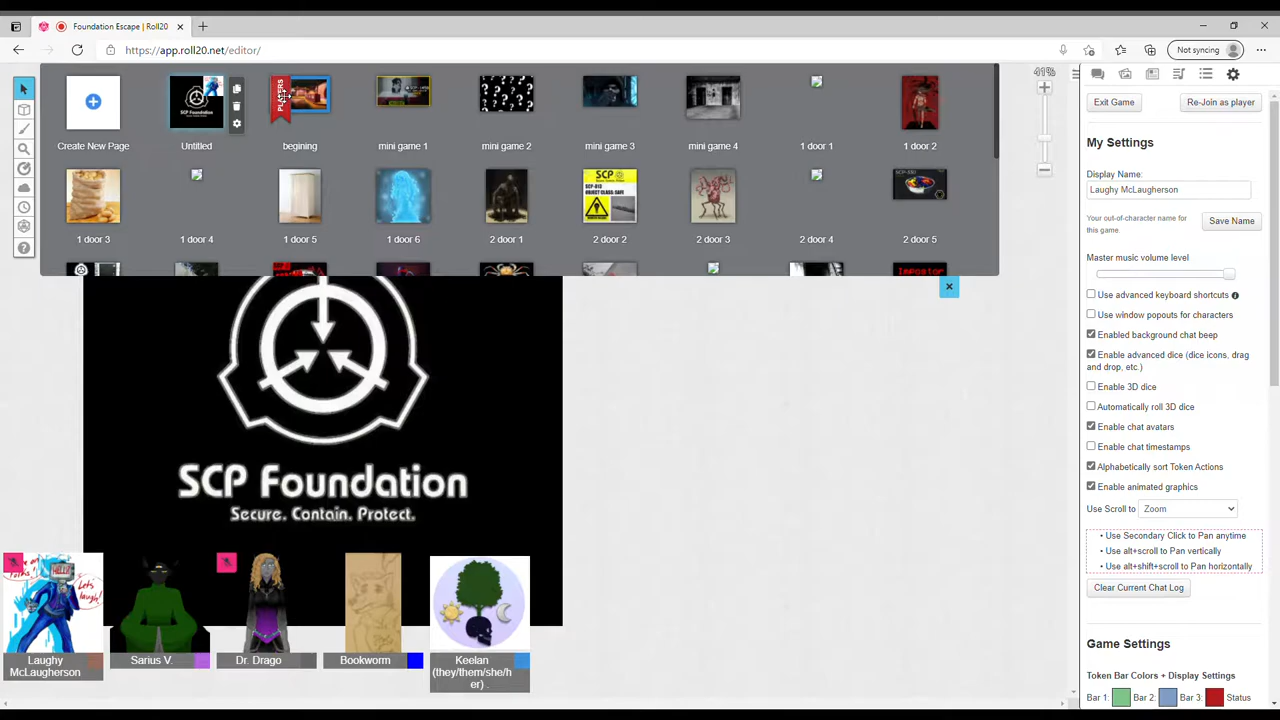 Foundation Escape | Roll20
https://app.roll20.net/editor/
Not syncing
PLAYERS
Create New Page
Untitled
begining
mini game 1
mini game 2
mini game 3
mini game 4
1 door 1
1 door 2
1 door 3
1 door 4
1 door 5
1 door 6
2 door 1
2 door 2
2 door 3
2 door 4
2 door 5
Impostor
41%
SCP Foundation
Secure. Contain. Protect.
Laughy
McLaugherson
Sarius V.
Dr. Drago
Bookworm
Keelan
(they/them/she/h
er) .
Exit Game
Re-Join as player
My Settings
Display Name:
Laughy McLaugherson
Your out-of-character name for
this game.
Save Name
Master music volume level
Use advanced keyboard shortcuts
Use window popouts for characters
Enabled background chat beep
Enable advanced dice (dice icons, drag
and drop, etc.)
Enable 3D dice
Automatically roll 3D dice
Enable chat avatars
Enable chat timestamps
Alphabetically sort Token Actions
Enable animated graphics
Use Scroll to Zoom
• Use Secondary Click to Pan anytime
• Use alt+scroll to Pan vertically
• Use alt+shift+scroll to Pan horizontally
Clear Current Chat Log
Game Settings
Token Bar Colors + Display Settings
Bar 1: Bar 2: Bar 3: Status